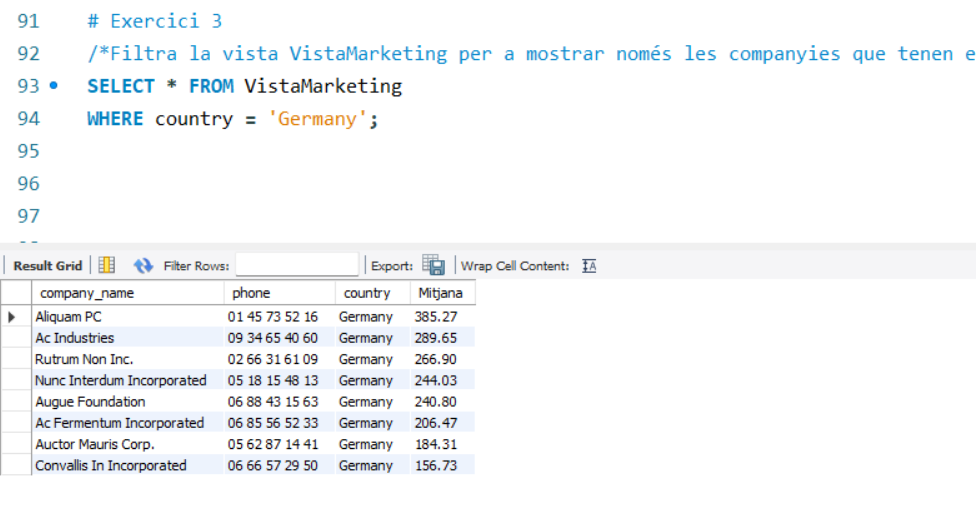 91 # Exercici 3
92 /*Filtra la vista VistaMarketing per a mostrar només les companyies que tenen e
93 SELECT * FROM VistaMarketing
94 WHERE country = 'Germany';
95
96
97
Result Grid Filter Rows: Export: Wrap Cell Content: IA
company_name phone country Mitjana
Aliquam PC 01 45 73 52 16 Germany 385.27
Ac Industries 09 34 65 40 60 Germany 289.65
Rutrum Non Inc. 02 66 31 61 09 Germany 266.90
Nunc Interdum Incorporated 05 18 15 48 13 Germany 244.03
Augue Foundation 06 88 43 15 63 Germany 240.80
Ac Fermentum Incorporated 06 85 56 52 33 Germany 206.47
Auctor Mauris Corp. 05 62 87 14 41 Germany 184.31
Convallis In Incorporated 06 66 57 29 50 Germany 156.73